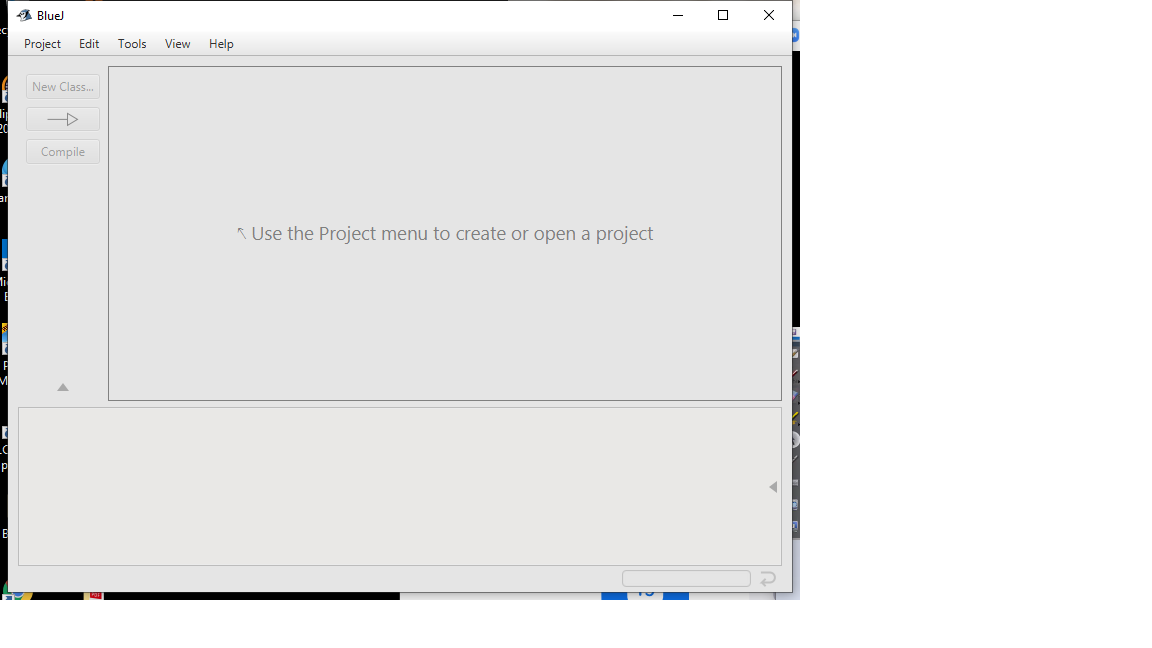 BlueJ
Project Edit Tools View Help
New Class...
Compile
Use the Project menu to create or open a project